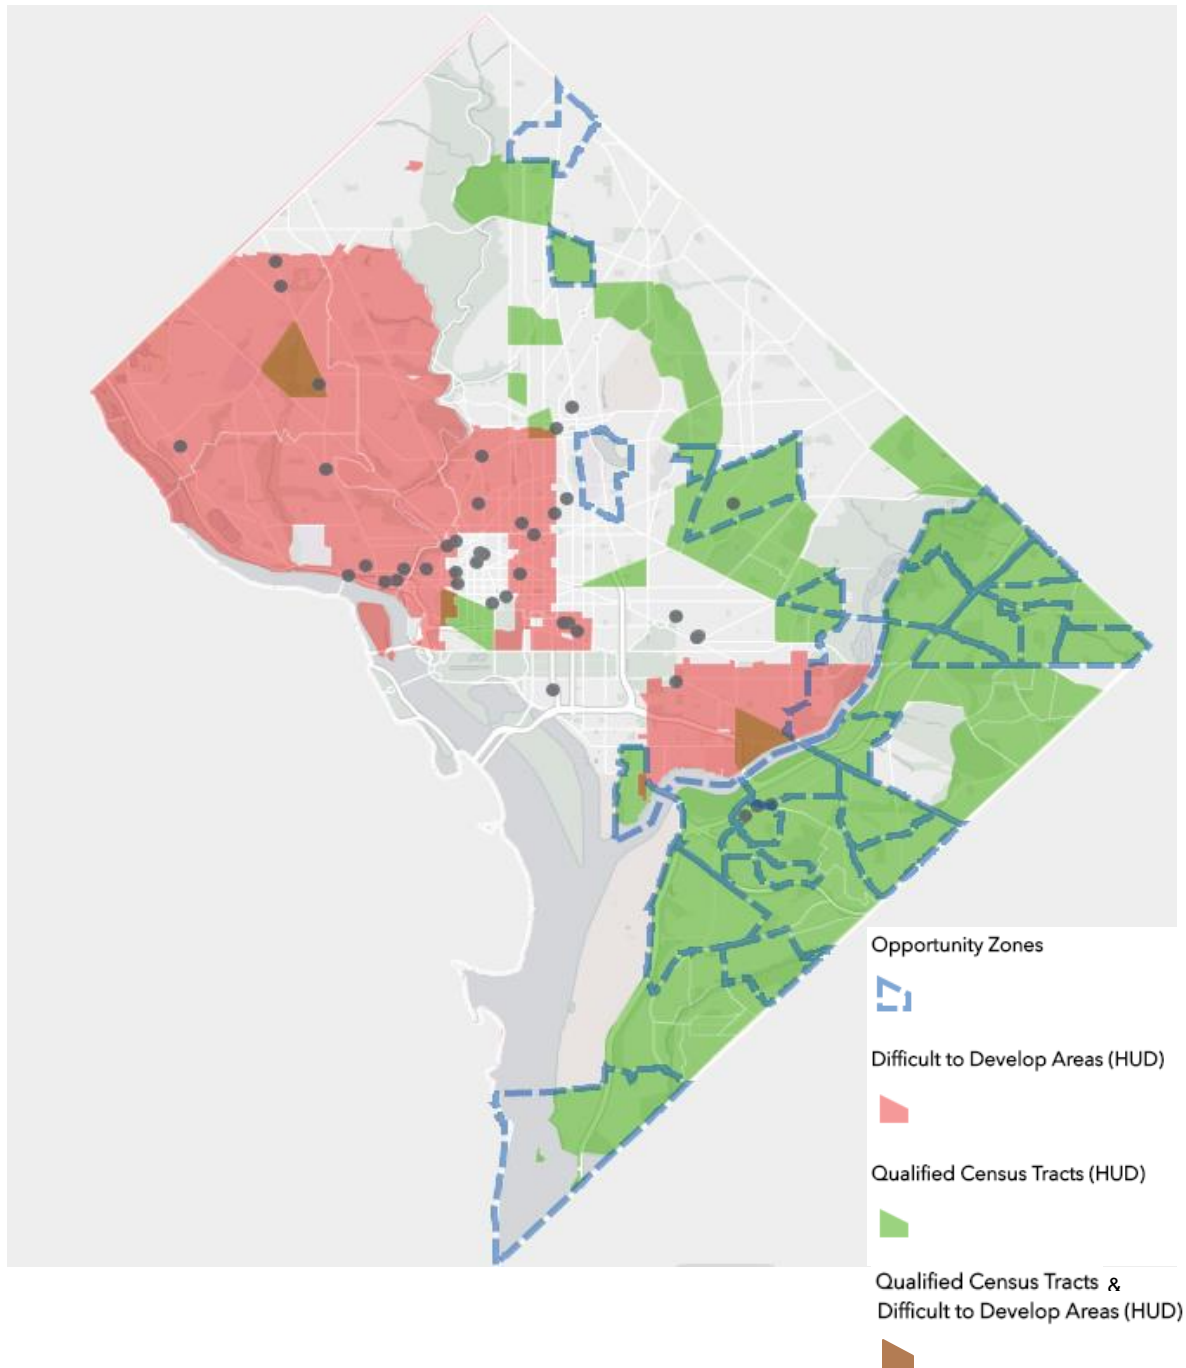 Opportunity Zones
Difficult to Develop Areas (HUD)
Qualified Census Tracts (HUD)
Qualified Census Tracts &
Difficult to Develop Areas (HUD)